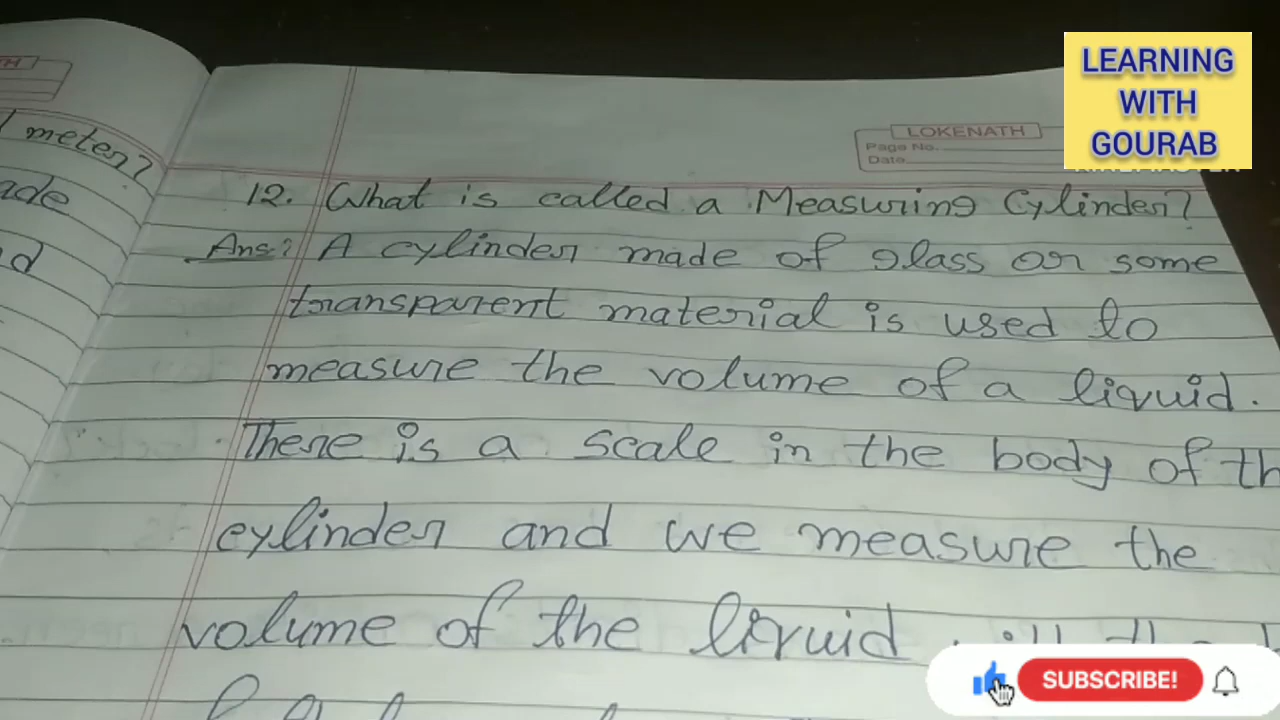 LEARNING
WITH
GOURAB
LOKENATH
Page No.
Date
meter?
12. What is called a Measuring Cylinder?
Ans: A cylinder made of glass or some
transparent material is used to
measure the volume of a liquid.
There is a scale in the body of th
cylinder and we measure the
volume of the liquid
SUBSCRIBE!